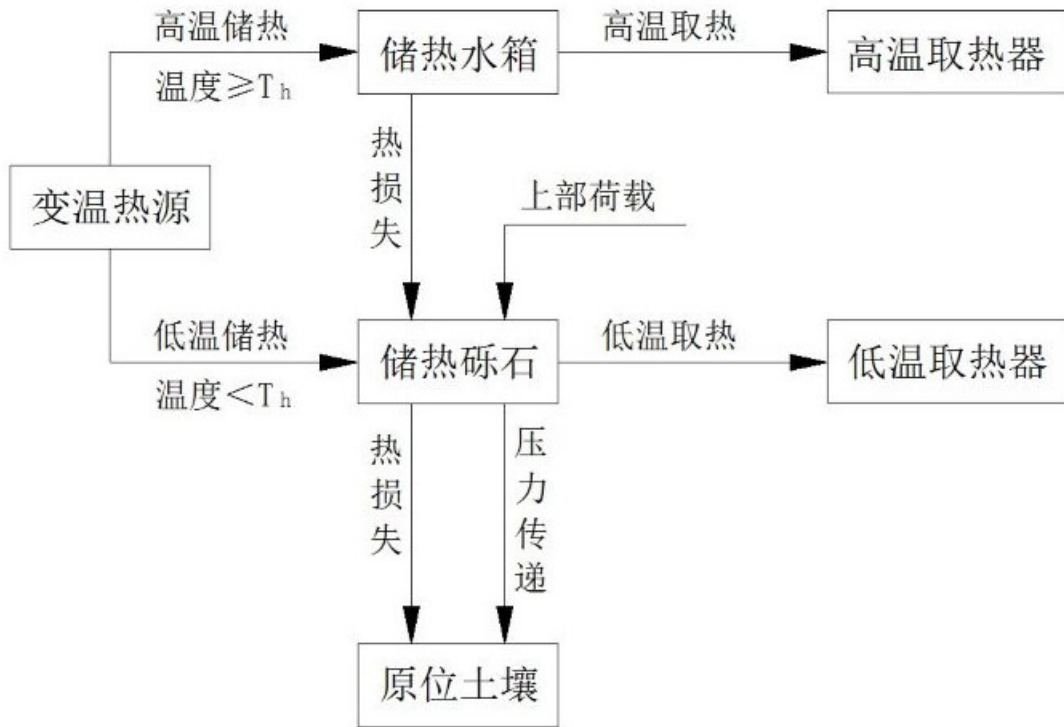 高温储热
温度≥Th
储热水箱
高温取热
高温取热器
变温热源
热损失
上部荷载
低温储热
温度<Th
储热砾石
低温取热
低温取热器
热损失
压力传递
原位土壤